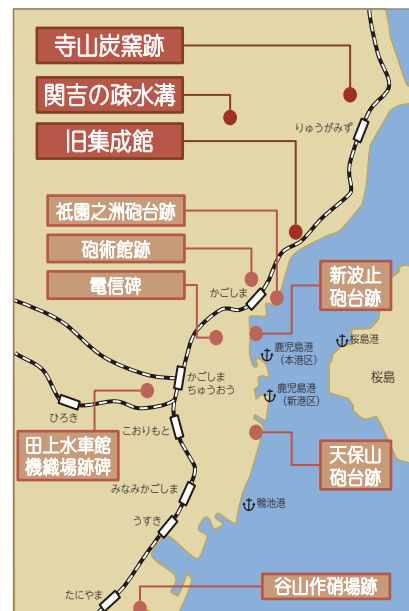 寺山炭窯跡
関吉の疎水溝
りゅうがみず
旧集成館
祇園之洲砲台跡
砲術館跡
電信碑
かごしま
新波止
砲台跡
鹿児島港
(本港区)
桜島港
桜島
かごしま
ちゅうおう
鹿児島港
(新港区)
ひろき
こおりもと
田上水車館
機織場跡碑
天保山
砲台跡
みなみかごしま
鴨池港
うすき
谷山作硝場跡
たにやま